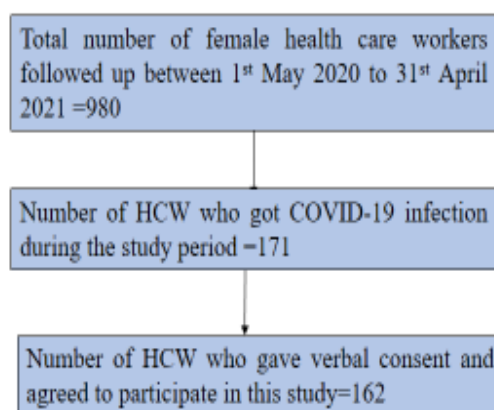 Total number of female health care workers
followed up between 1st May 2020 to 31st April
2021 =980
Number of HCW who got COVID-19 infection
during the study period =171
Number of HCW who gave verbal consent and
agreed to participate in this study=162